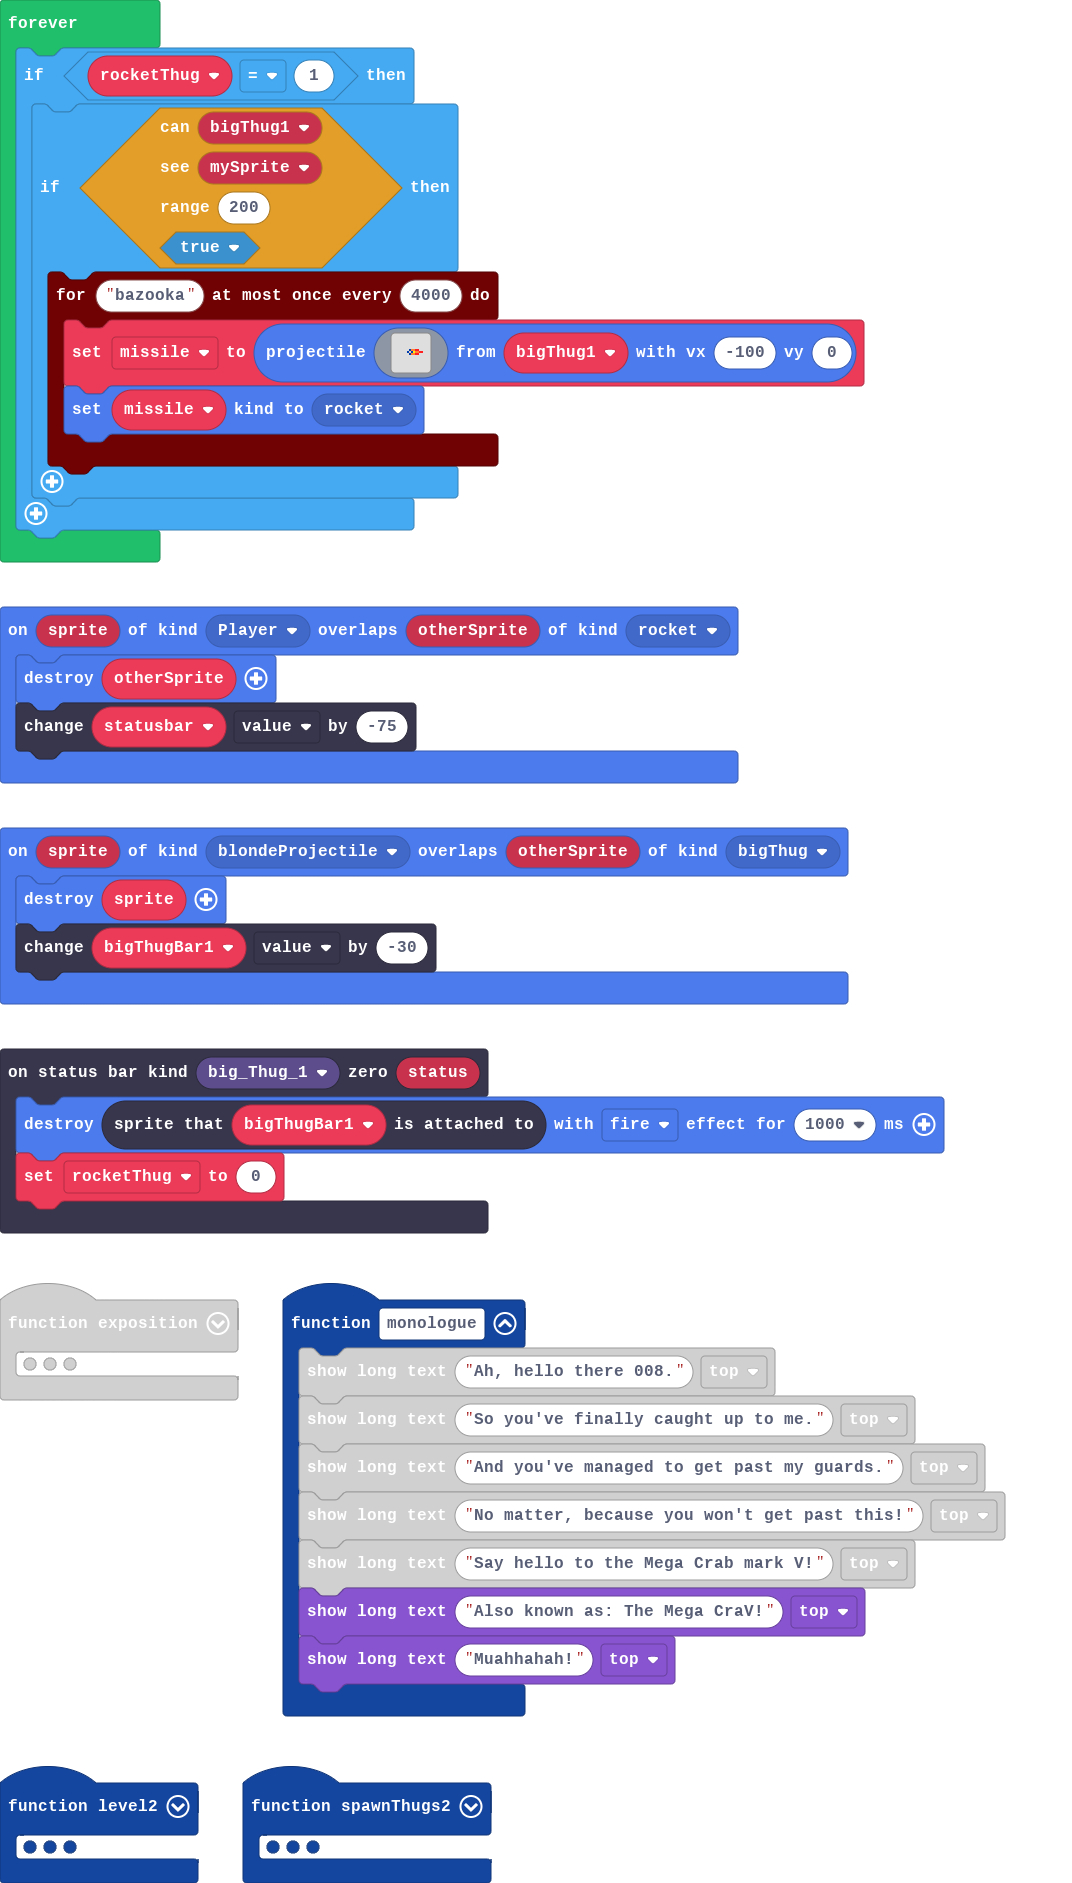 forever
if rocketThug = 1 then
can bigThug1
see mySprite
if range 200 then
true
for "bazooka" at most once every 4000 do
set missile to projectile from bigThug1 with vx -100 vy 0
set missile kind to rocket
on sprite of kind Player overlaps otherSprite of kind rocket
destroy otherSprite
change statusbar value by -75
on sprite of kind blondeProjectile overlaps otherSprite of kind bigThug
destroy sprite
change bigThugBar1 value by -30
on status bar kind big_Thug_1 zero status
destroy sprite that bigThugBar1 is attached to with fire effect for 1000 ms
set rocketThug to 0
function exposition
function monologue
show long text "Ah, hello there 008." top
show long text "So you've finally caught up to me." top
show long text "And you've managed to get past my guards." top
show long text "No matter, because you won't get past this!" top
show long text "Say hello to the Mega Crab mark V!" top
show long text "Also known as: The Mega CraV!" top
show long text "Muahhahah!" top
function level2
function spawnThugs2